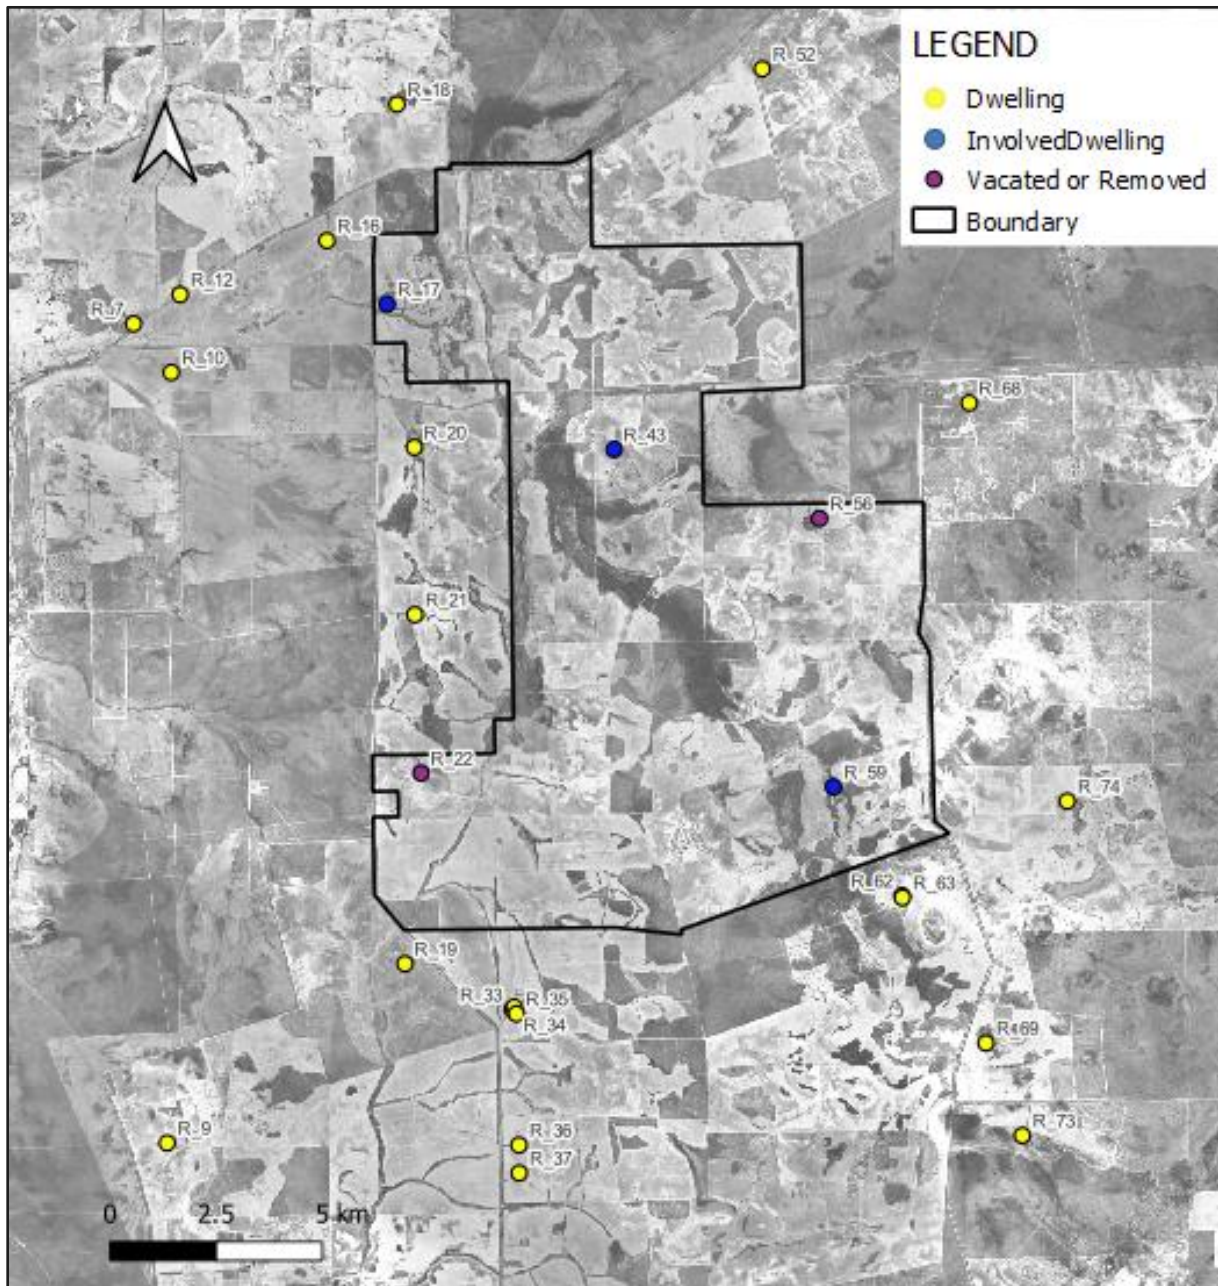 LEGEND
Dwelling
InvolvedDwelling
Vacated or Removed
Boundary
R_52
R_18
R_16
R_12
R_17
R_7
R_10
R_68
R_20
R_43
R_56
R_21
R_22
R_59
R_74
R_62
R_63
R_19
R_33
R_35
R_34
R_69
R_73
R_9
R_36
R_37
0 2.5 5 km